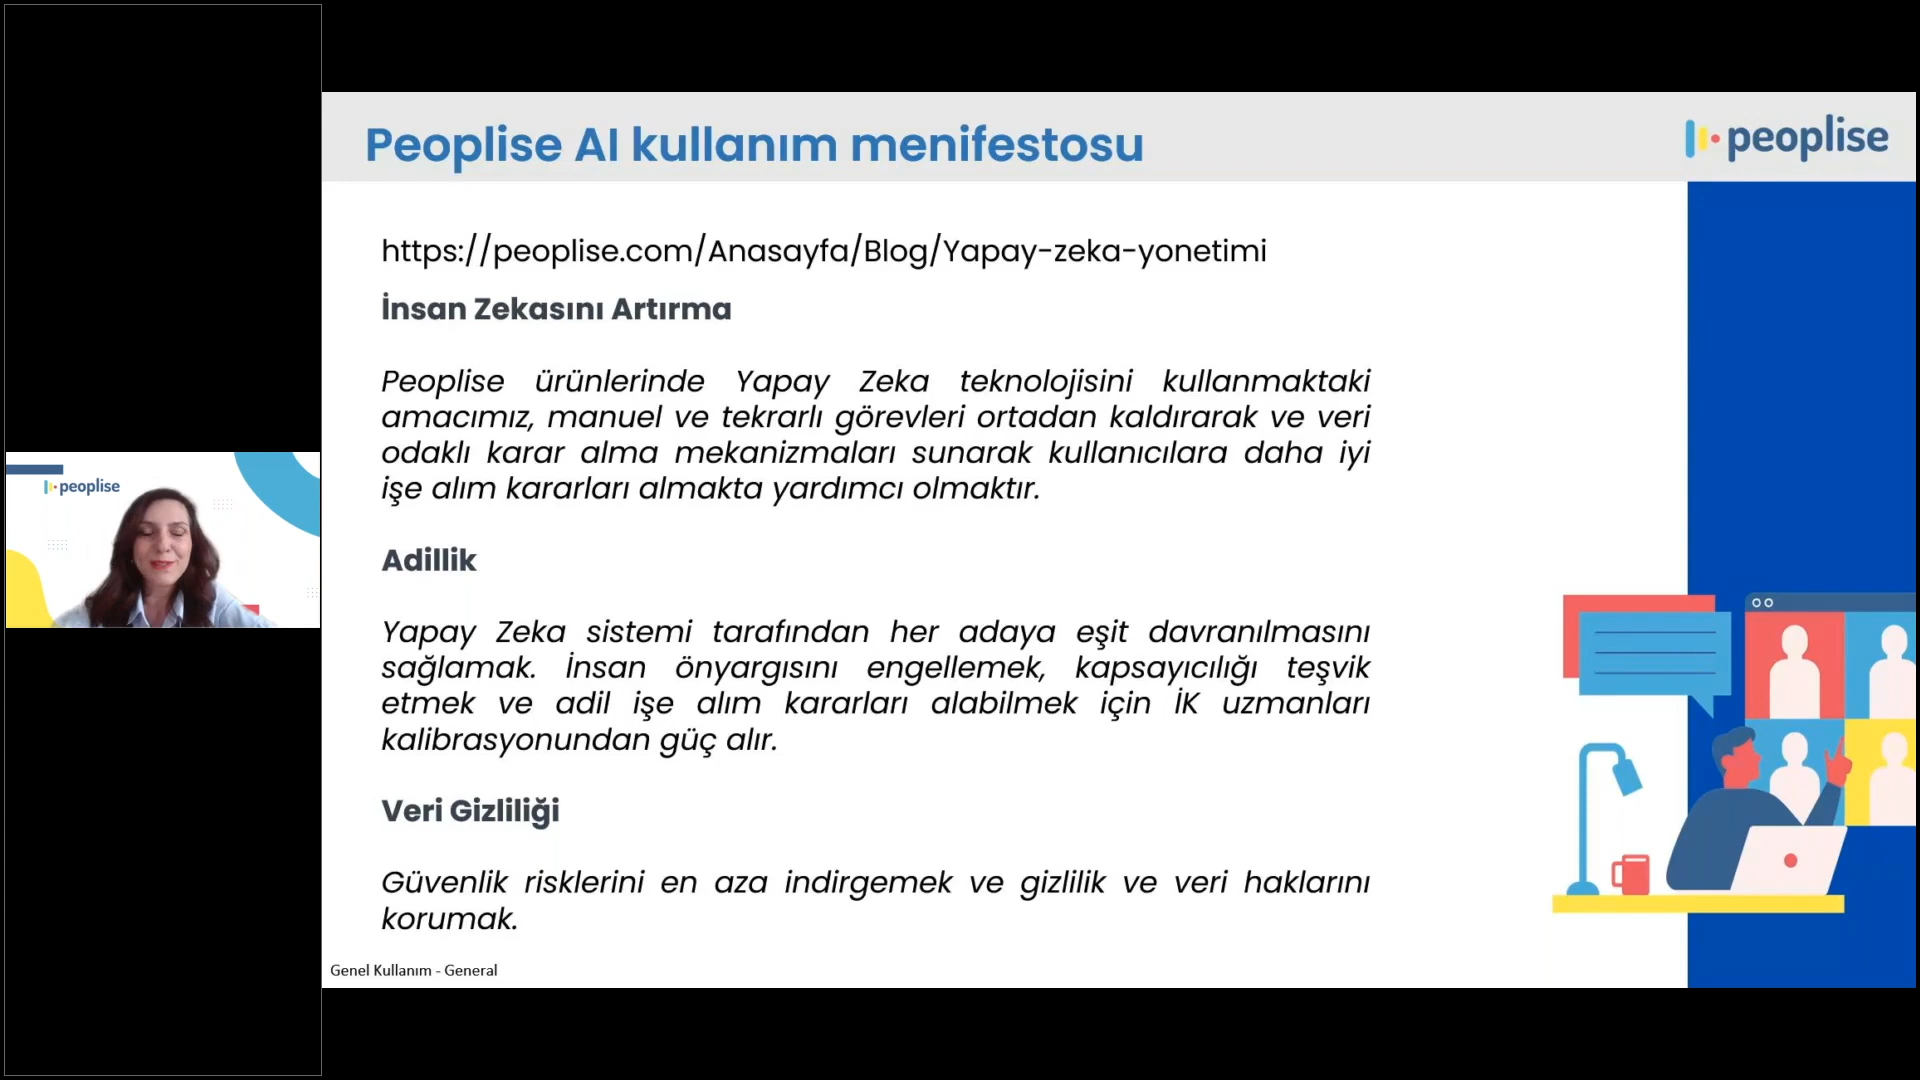 Peoplise AI kullanım menifestosu
peoplise
https://peoplise.com/Anasayfa/Blog/Yapay-zeka-yonetimi
İnsan Zekasını Artırma
Peoplise ürünlerinde Yapay Zeka teknolojisini kullanmaktaki
amacımız, manuel ve tekrarlı görevleri ortadan kaldırarak ve veri
odaklı karar alma mekanizmaları sunarak kullanıcılara daha iyi
işe alım kararları almakta yardımcı olmaktır.
Adillik
Yapay Zeka sistemi tarafından her adaya eşit davranılmasını
sağlamak. İnsan önyargısını engellemek, kapsayıcılığı teşvik
etmek ve adil işe alım kararları alabilmek için İK uzmanları
kalibrasyonundan güç alır.
Veri Gizliliği
Güvenlik risklerini en aza indirgemek ve gizlilik ve veri haklarını
korumak.
Genel Kullanım - General
peoplise